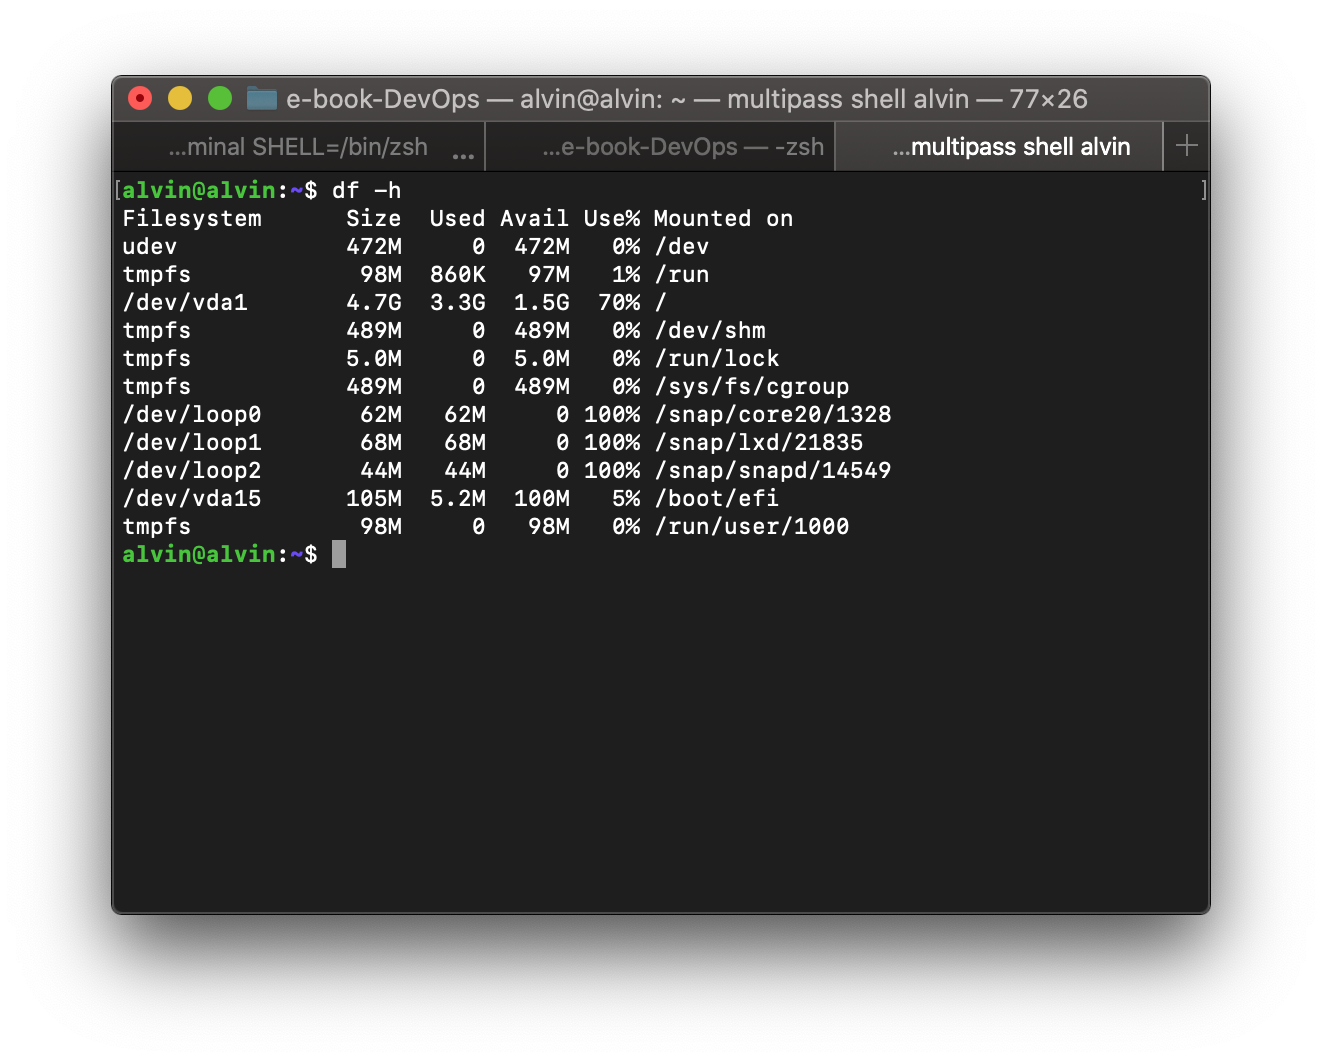 e-book-DevOps — alvin@alvin: ~ — multipass shell alvin — 77×26
...minal SHELL=/bin/zsh ... ...e-book-DevOps — -zsh ...multipass shell alvin +
[alvin@alvin:~$ df -h ]
Filesystem      Size  Used Avail Use% Mounted on
udev            472M     0  472M   0% /dev
tmpfs            98M  860K   97M   1% /run
/dev/vda1       4.7G  3.3G  1.5G  70% /
tmpfs           489M     0  489M   0% /dev/shm
tmpfs           5.0M     0  5.0M   0% /run/lock
tmpfs           489M     0  489M   0% /sys/fs/cgroup
/dev/loop0       62M   62M     0 100% /snap/core20/1328
/dev/loop1       68M   68M     0 100% /snap/lxd/21835
/dev/loop2       44M   44M     0 100% /snap/snapd/14549
/dev/vda15      105M  5.2M  100M   5% /boot/efi
tmpfs            98M     0   98M   0% /run/user/1000
alvin@alvin:~$